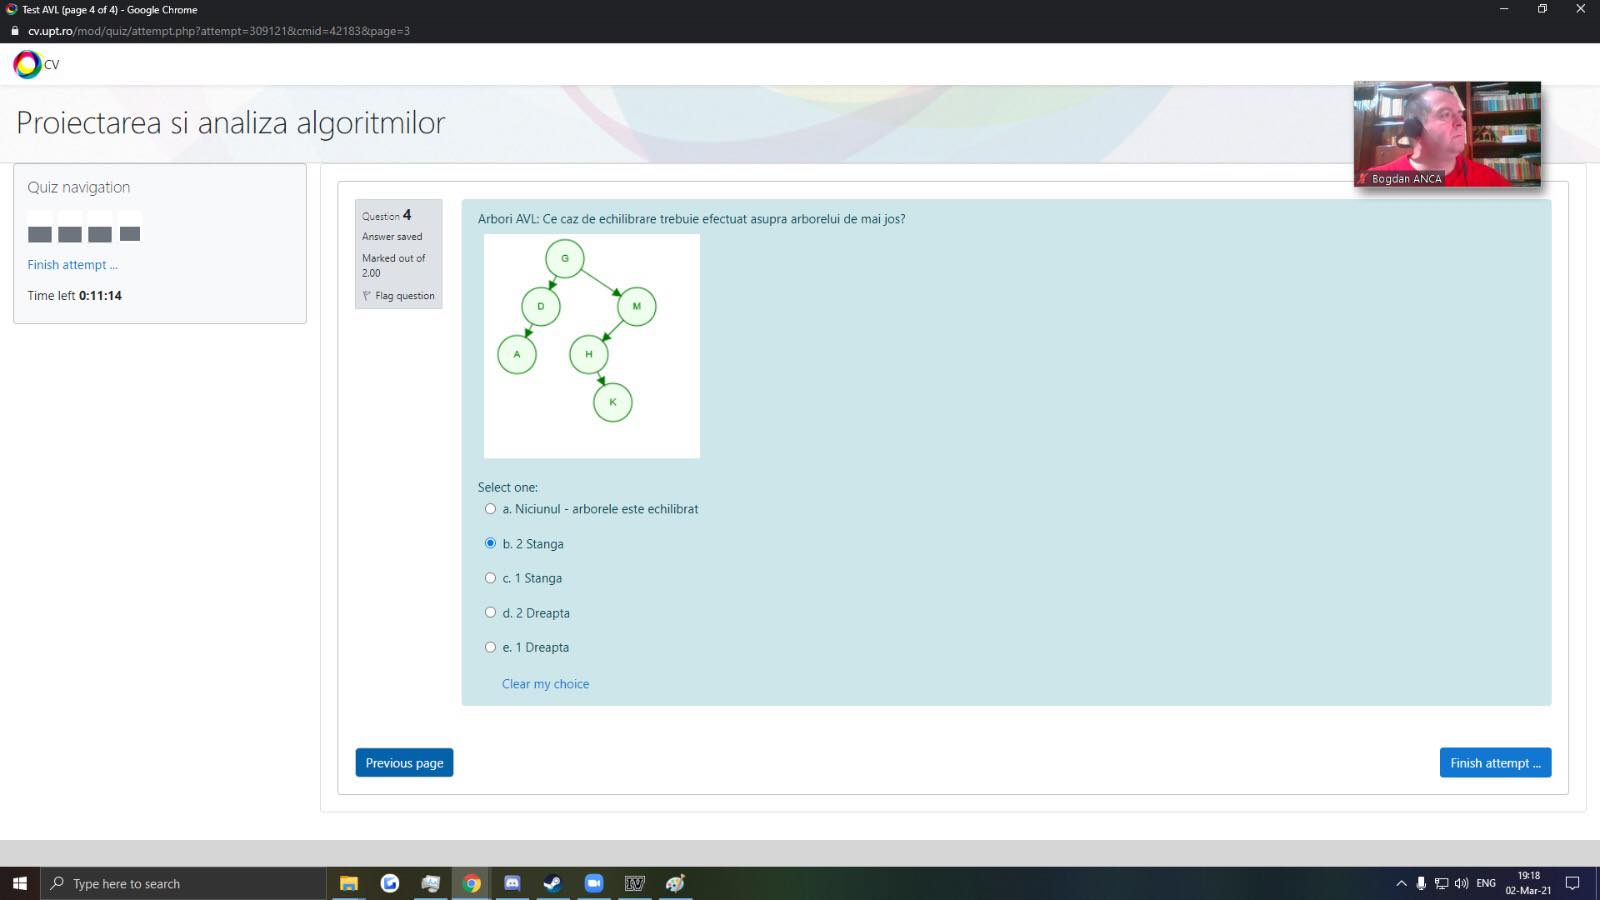 Test AVL (page 4 of 4) - Google Chrome
cv.upt.ro/mod/quiz/attempt.php?attempt=309121&cmid=42183&page=3
CV
Proiectarea si analiza algoritmilor
Bogdan ANCA
Quiz navigation
Finish attempt ...
Time left 0:11:14
Question 4
Answer saved
Marked out of
2.00
Flag question
Arbori AVL: Ce caz de echilibrare trebuie efectuat asupra arborelui de mai jos?
G
D M
A H
K
Select one:
a. Niciunul - arborele este echilibrat
b. 2 Stanga
c. 1 Stanga
d. 2 Dreapta
e. 1 Dreapta
Clear my choice
Previous page
Finish attempt ...
Type here to search
IV
ENG
19:18
02-Mar-21